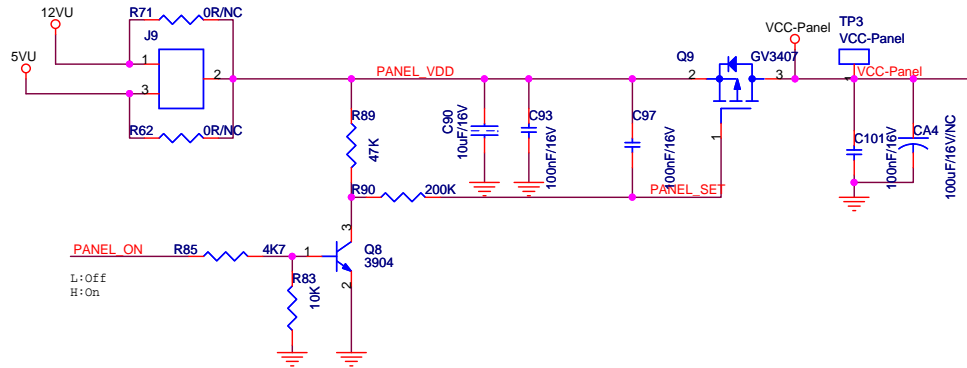 R71 0R/NC
12VU
J9
5VU
1
2
3
R62 0R/NC
PANEL_VDD
R89
47K
C90
10uF/16V
C93
100nF/16V
C97
100nF/16V
Q9
GV3407
2
3
1
VCC-Panel
TP3
VCC-Panel
VCC-Panel
1
C101
100nF/16V
CA4
100uF/16V/NC
R90 200K
PANEL_SET
PANEL_ON
R85 4K7
1
3
2
Q8
3904
R83
10K
L:Off
H:On